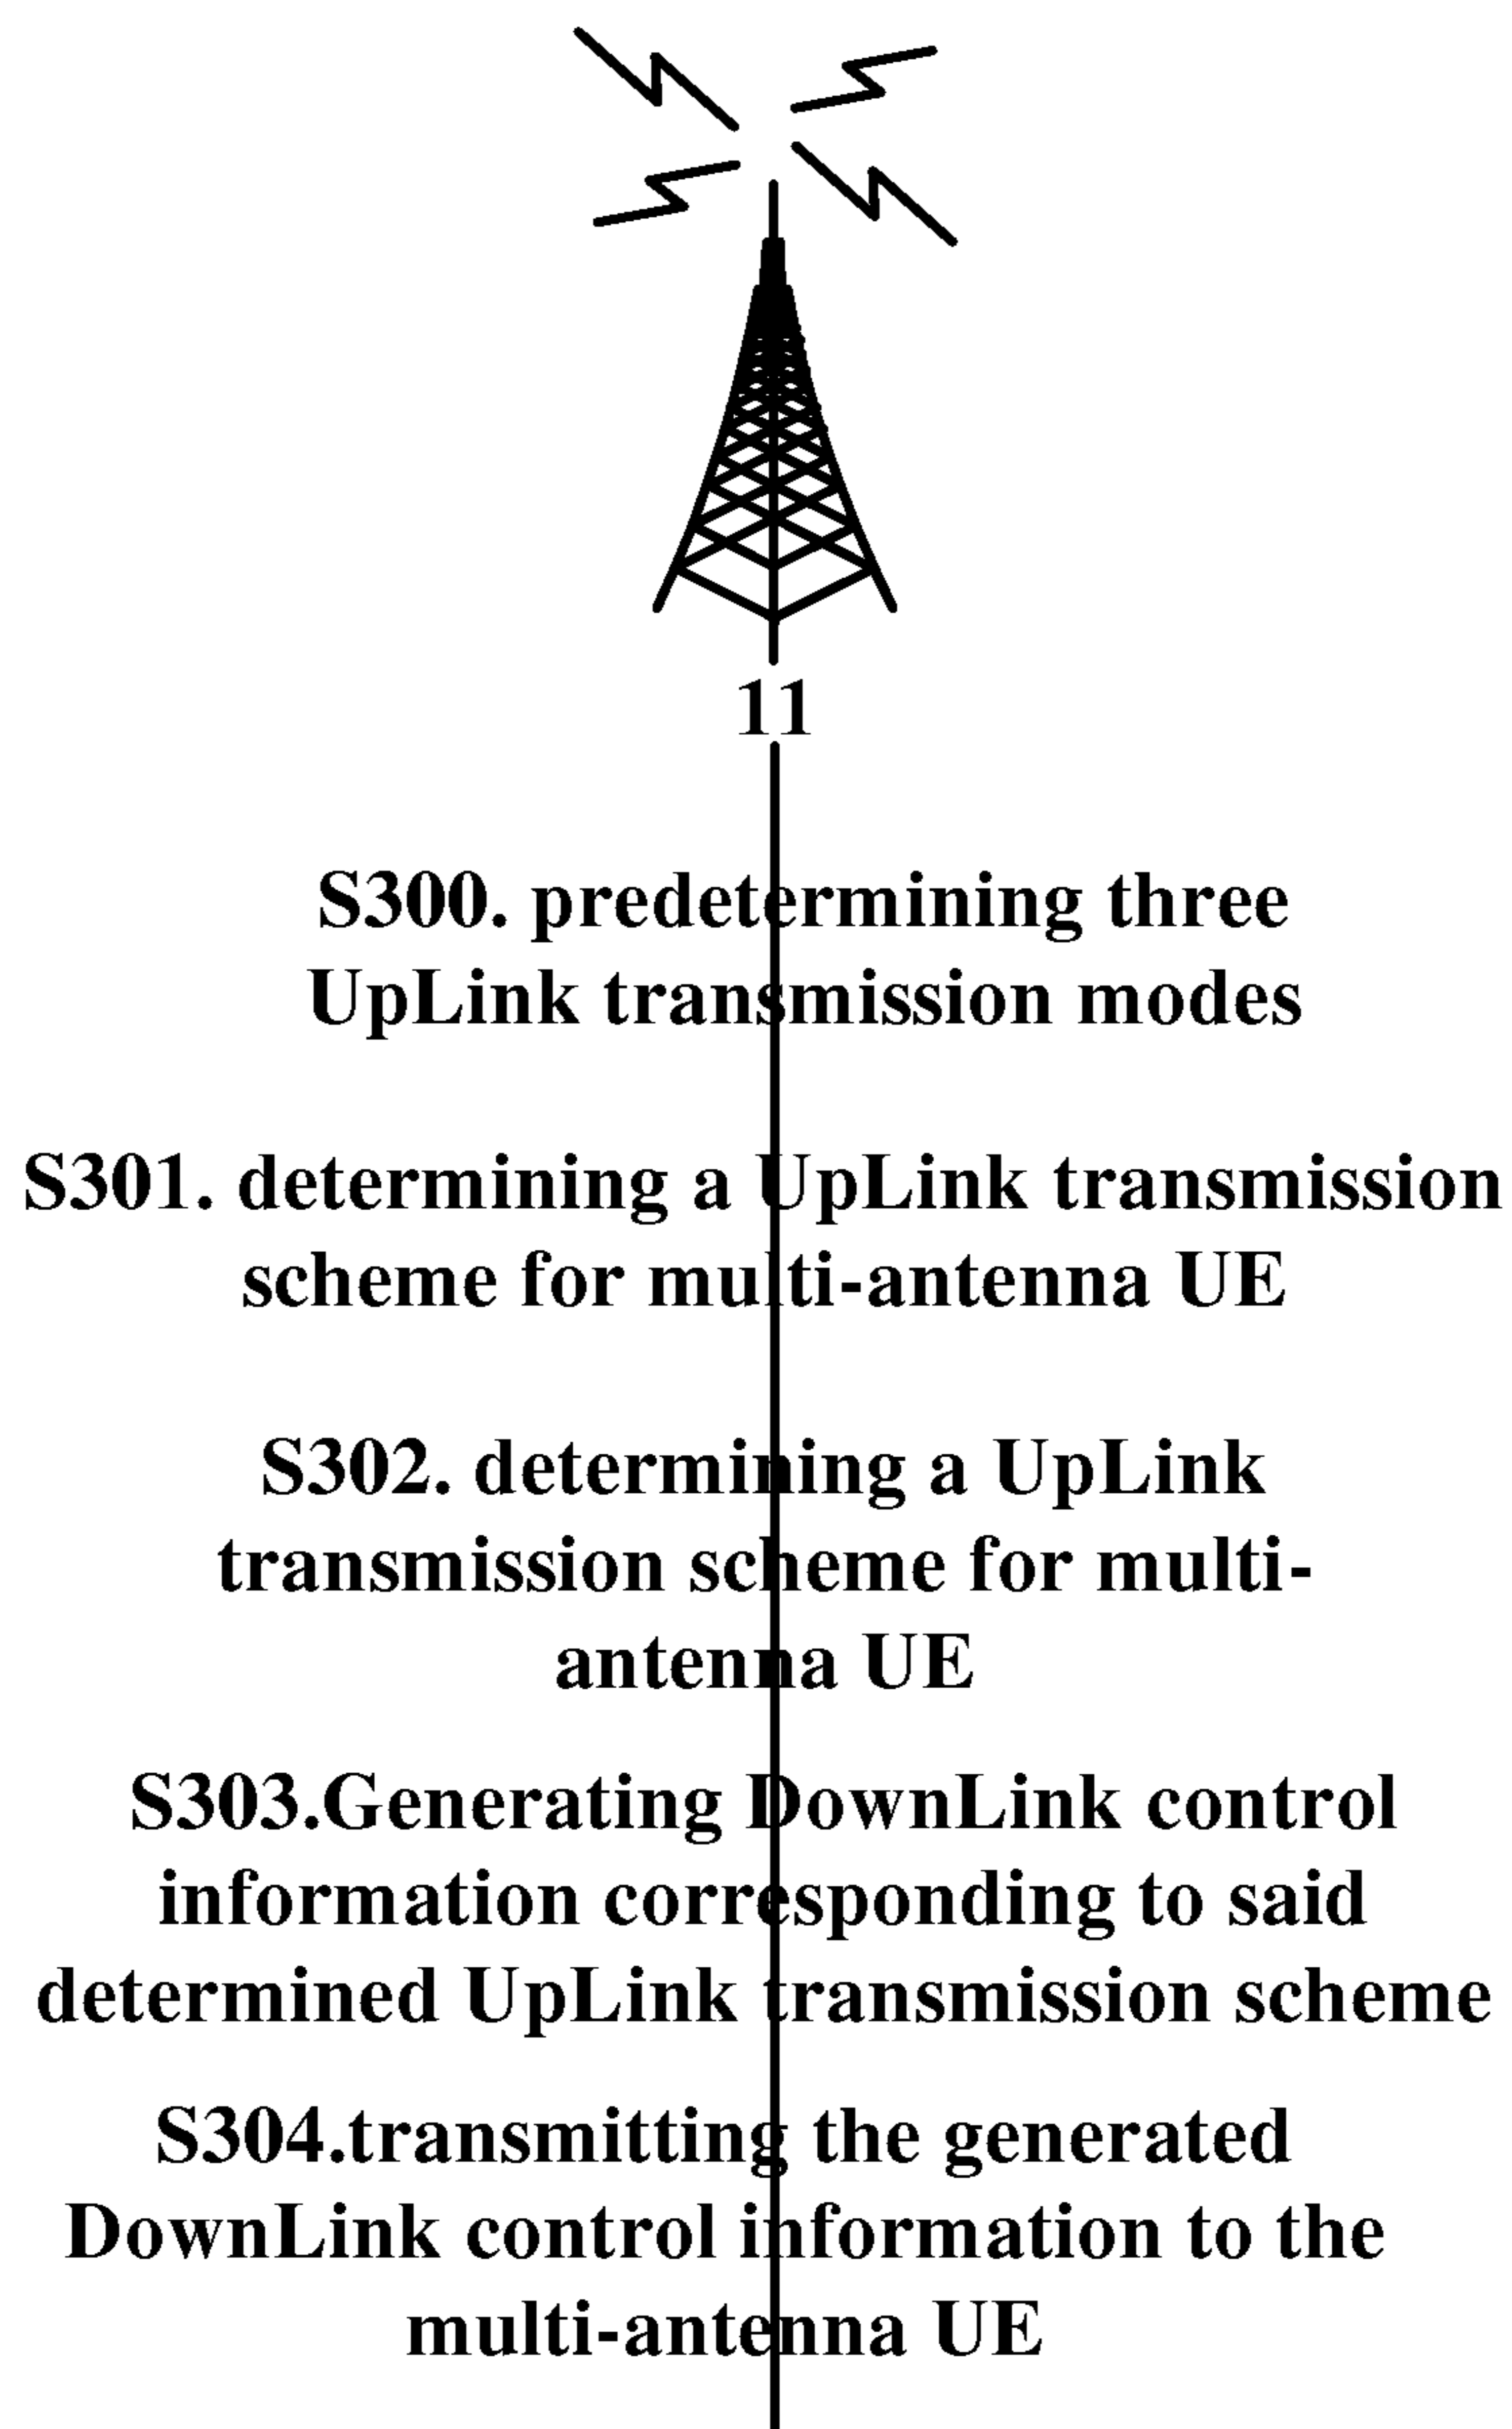 11
S300. predetermining three
UpLink transmission modes
S301. determining a UpLink transmission
scheme for multi-antenna UE
S302. determining a UpLink
transmission scheme for multi-
antenna UE
S303.Generating DownLink control
information corresponding to said
determined UpLink transmission scheme
S304.transmitting the generated
DownLink control information to the
multi-antenna UE